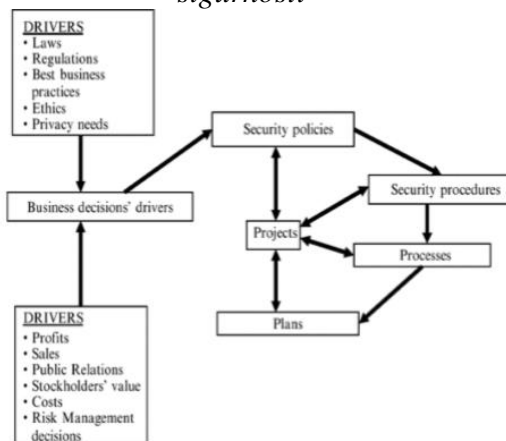 sigurnosti
DRIVERS
• Laws
• Regulations
• Best business
practices
• Ethics
• Privacy needs
Security policies
Security procedures
Business decisions' drivers
Projects
Processes
Plans
DRIVERS
• Profits
• Sales
• Public Relations
• Stockholders' value
• Costs
• Risk Management
decisions